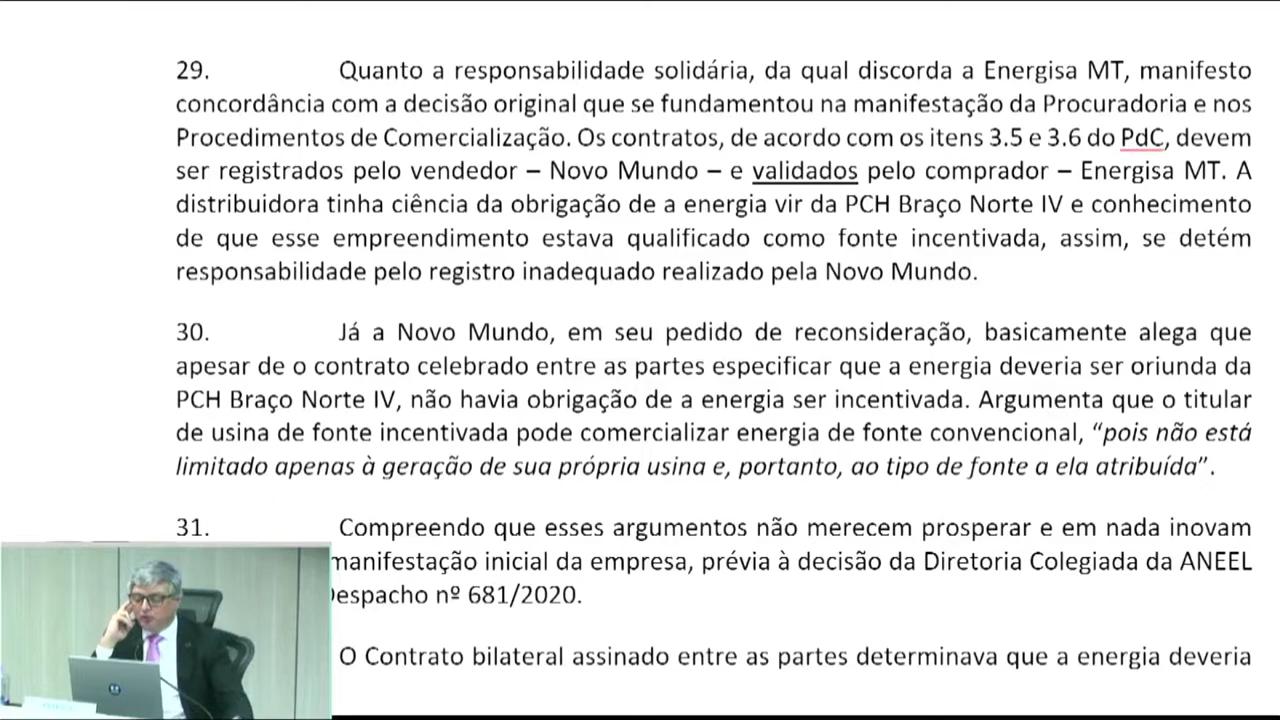 29. Quanto a responsabilidade solidária, da qual discorda a Energisa MT, manifesto
concordância com a decisão original que se fundamentou na manifestação da Procuradoria e nos
Procedimentos de Comercialização. Os contratos, de acordo com os itens 3.5 e 3.6 do PdC, devem
ser registrados pelo vendedor – Novo Mundo – e validados pelo comprador – Energisa MT. A
distribuidora tinha ciência da obrigação de a energia vir da PCH Braço Norte IV e conhecimento
de que esse empreendimento estava qualificado como fonte incentivada, assim, se detém
responsabilidade pelo registro inadequado realizado pela Novo Mundo.
30. Já a Novo Mundo, em seu pedido de reconsideração, basicamente alega que
apesar de o contrato celebrado entre as partes especificar que a energia deveria ser oriunda da
PCH Braço Norte IV, não havia obrigação de a energia ser incentivada. Argumenta que o titular
de usina de fonte incentivada pode comercializar energia de fonte convencional, “pois não está
limitado apenas à geração de sua própria usina e, portanto, ao tipo de fonte a ela atribuída”.
31. Compreendo que esses argumentos não merecem prosperar e em nada inovam
manifestação inicial da empresa, prévia à decisão da Diretoria Colegiada da ANEEL
espacho nº 681/2020.
O Contrato bilateral assinado entre as partes determinava que a energia deveria